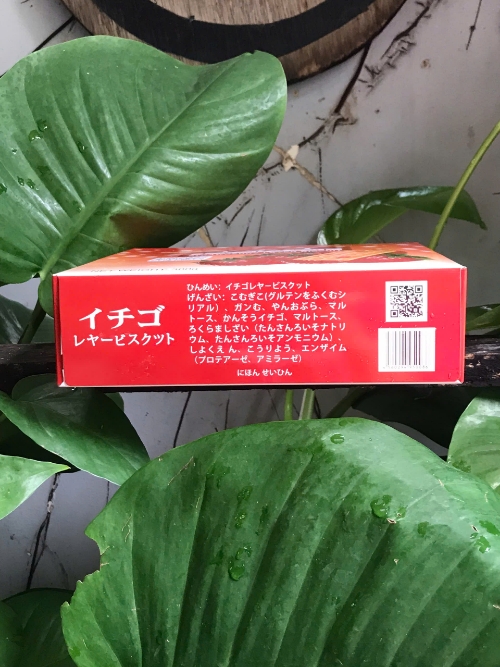 イチゴ
レヤービスクット
ひんめい: イチゴレヤービスクット
げんざい: こむぎこ(グルテンをふくむシ
リアル) 、ガンむ、やんおぶら、マル
トース、かんそうイチゴ、マルトース、
ろくらましざい (たんさんろいそナトリ
ウム、たんさんろいそアンモニウム) 、
しよくえん、こうりょう、エンザイム
(プロテアーゼ、アミラーゼ)
にほん せいひん